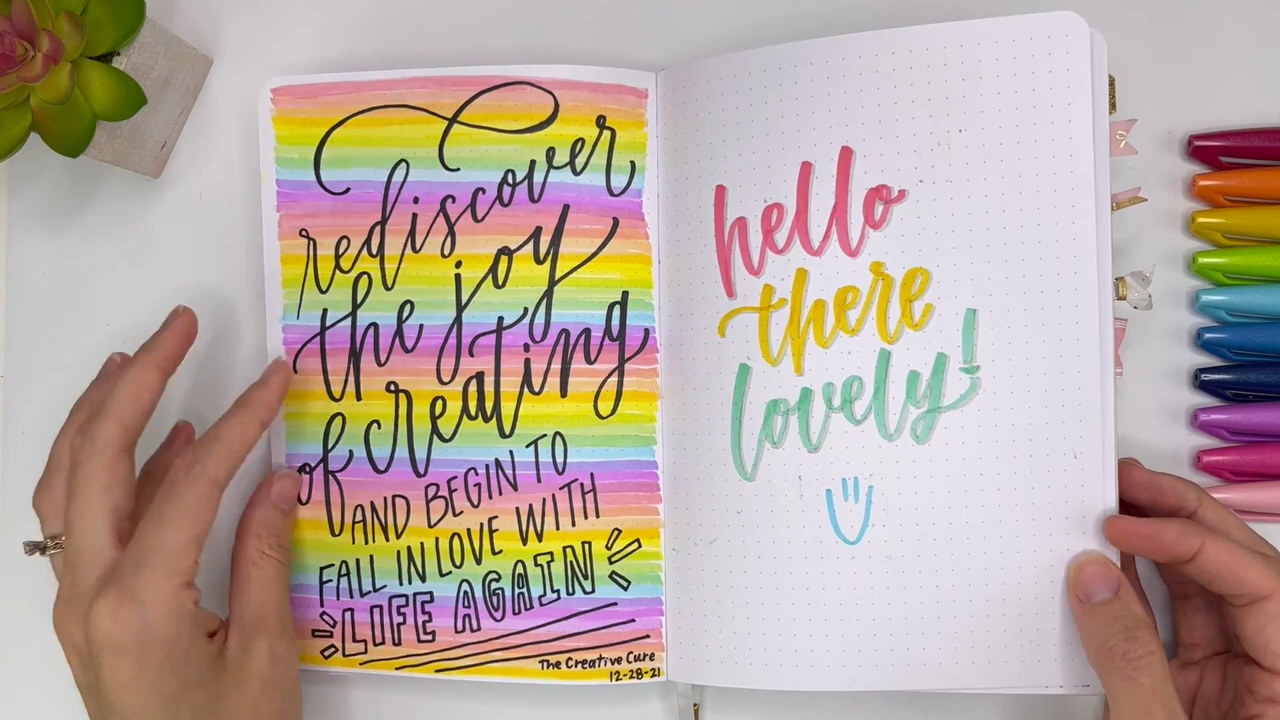 rediscover
the joy
of creating
AND BEGIN TO
FALL IN LOVE WITH
LIFE AGAIN
The Creative Cure
12-28-21
hello
there
lovely!